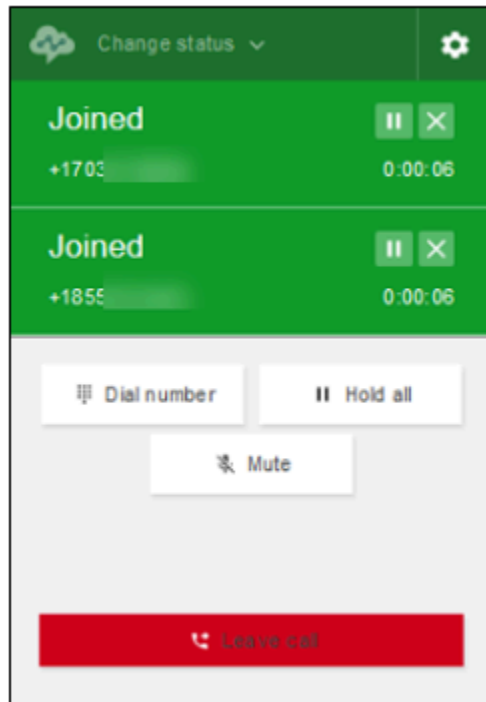 Change status
Joined
+1703
0:00:06
Joined
+1855
0:00:06
Dial number
Hold all
Mute
Leave call